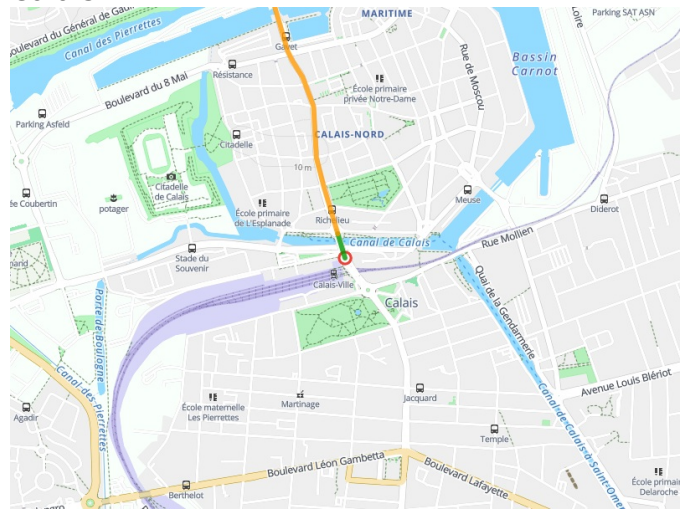 MARITIME
Parking SAT ASN
Boulevard du Général de Gaul
Canal des Pierrettes
Gavet
Loire
Résistance
Rue de Moscou
Bassin
Carnot
École primaire
privée Notre-Dame
Boulevard du 8 Mai
Parking Asfeld
CALAIS-NORD
Citadelle
10 m
Citadelle
de Calais
ée Coubertin
potager
École primaire
de L'Esplanade
Richelieu
Meuse
Diderot
Canal de Calais
Rue Mollien
Stade du
Souvenir
mand
Calais-Ville
Calais
Quai de la Gendarmerie
Porte de Boulogne
Canal des Pierrettes
Avenue Louis Blériot
École maternelle
Les Pierrettes
Martinage
Jacquard
Agadir
Canal de Calais à Saint-Omer
Temple
Boulevard Léon Gambetta
Boulevard Lafayette
Berthelot
École primair
Delaroche